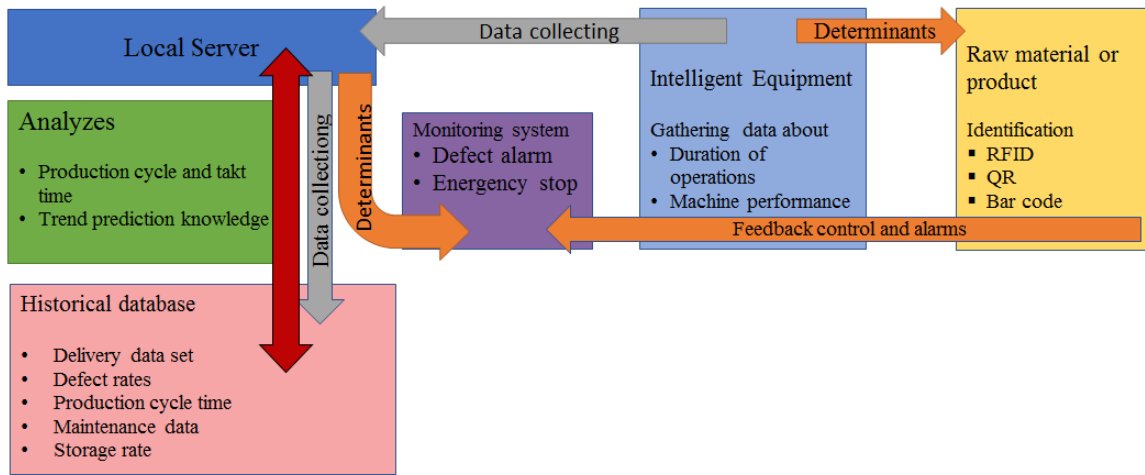 Local Server
Data collecting
Determinants
Raw material or
product
Identification
▪ RFID
▪ QR
▪ Bar code
Intelligent Equipment
Gathering data about
• Duration of
operations
• Machine performance
Monitoring system
• Defect alarm
• Energency stop
Feedback control and alarms
Analyzes
• Production cycle and takt
time
• Trend prediction knowledge
Data collectiong
Determinants
Historical database
• Delivery data set
• Defect rates
• Production cycle time
• Maintenance data
• Storage rate